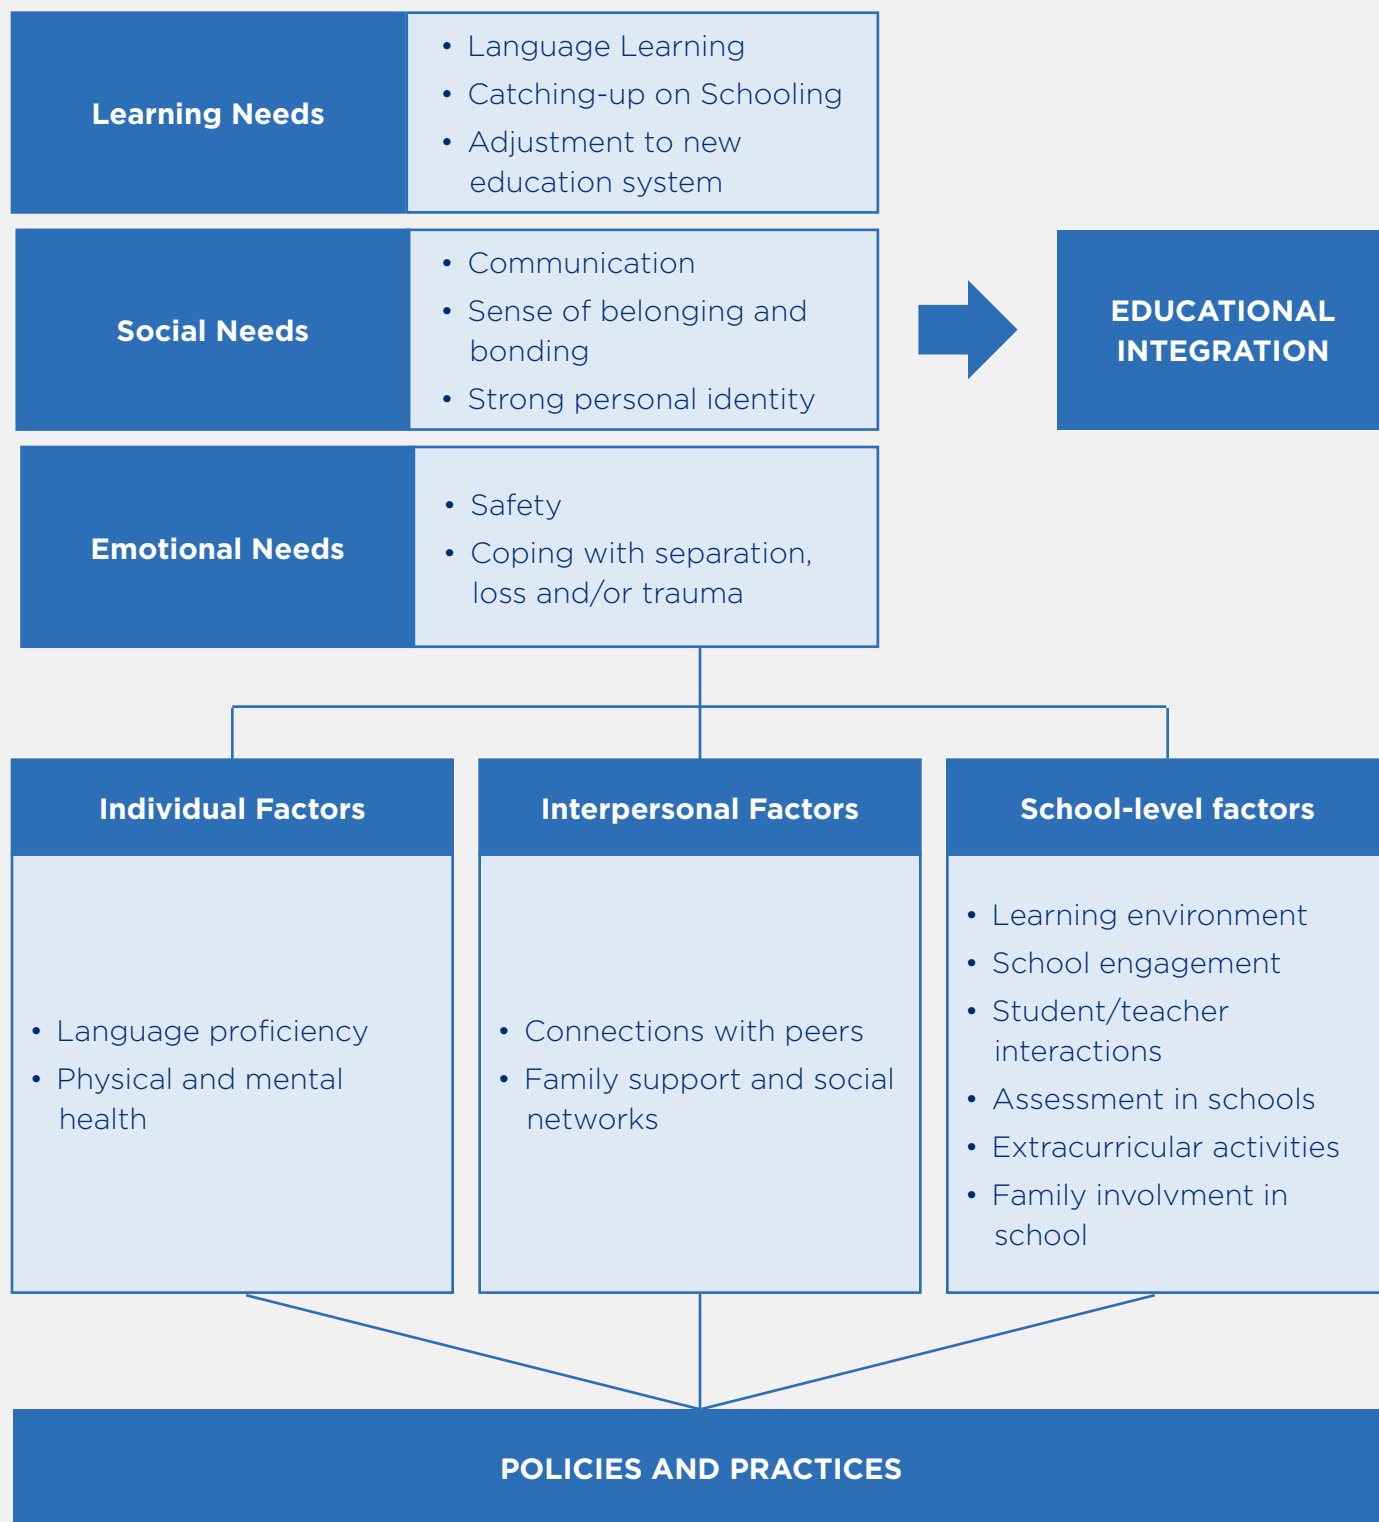 Learning Needs
• Language Learning
• Catching-up on Schooling
• Adjustment to new
education system
Social Needs
• Communication
• Sense of belonging and
bonding
• Strong personal identity
EDUCATIONAL
INTEGRATION
Emotional Needs
• Safety
• Coping with separation,
loss and/or trauma
Individual Factors
• Language proficiency
• Physical and mental
health
Interpersonal Factors
• Connections with peers
• Family support and social
networks
School-level factors
• Learning environment
• School engagement
• Student/teacher
interactions
• Assessment in schools
• Extracurricular activities
• Family involvment in
school
POLICIES AND PRACTICES